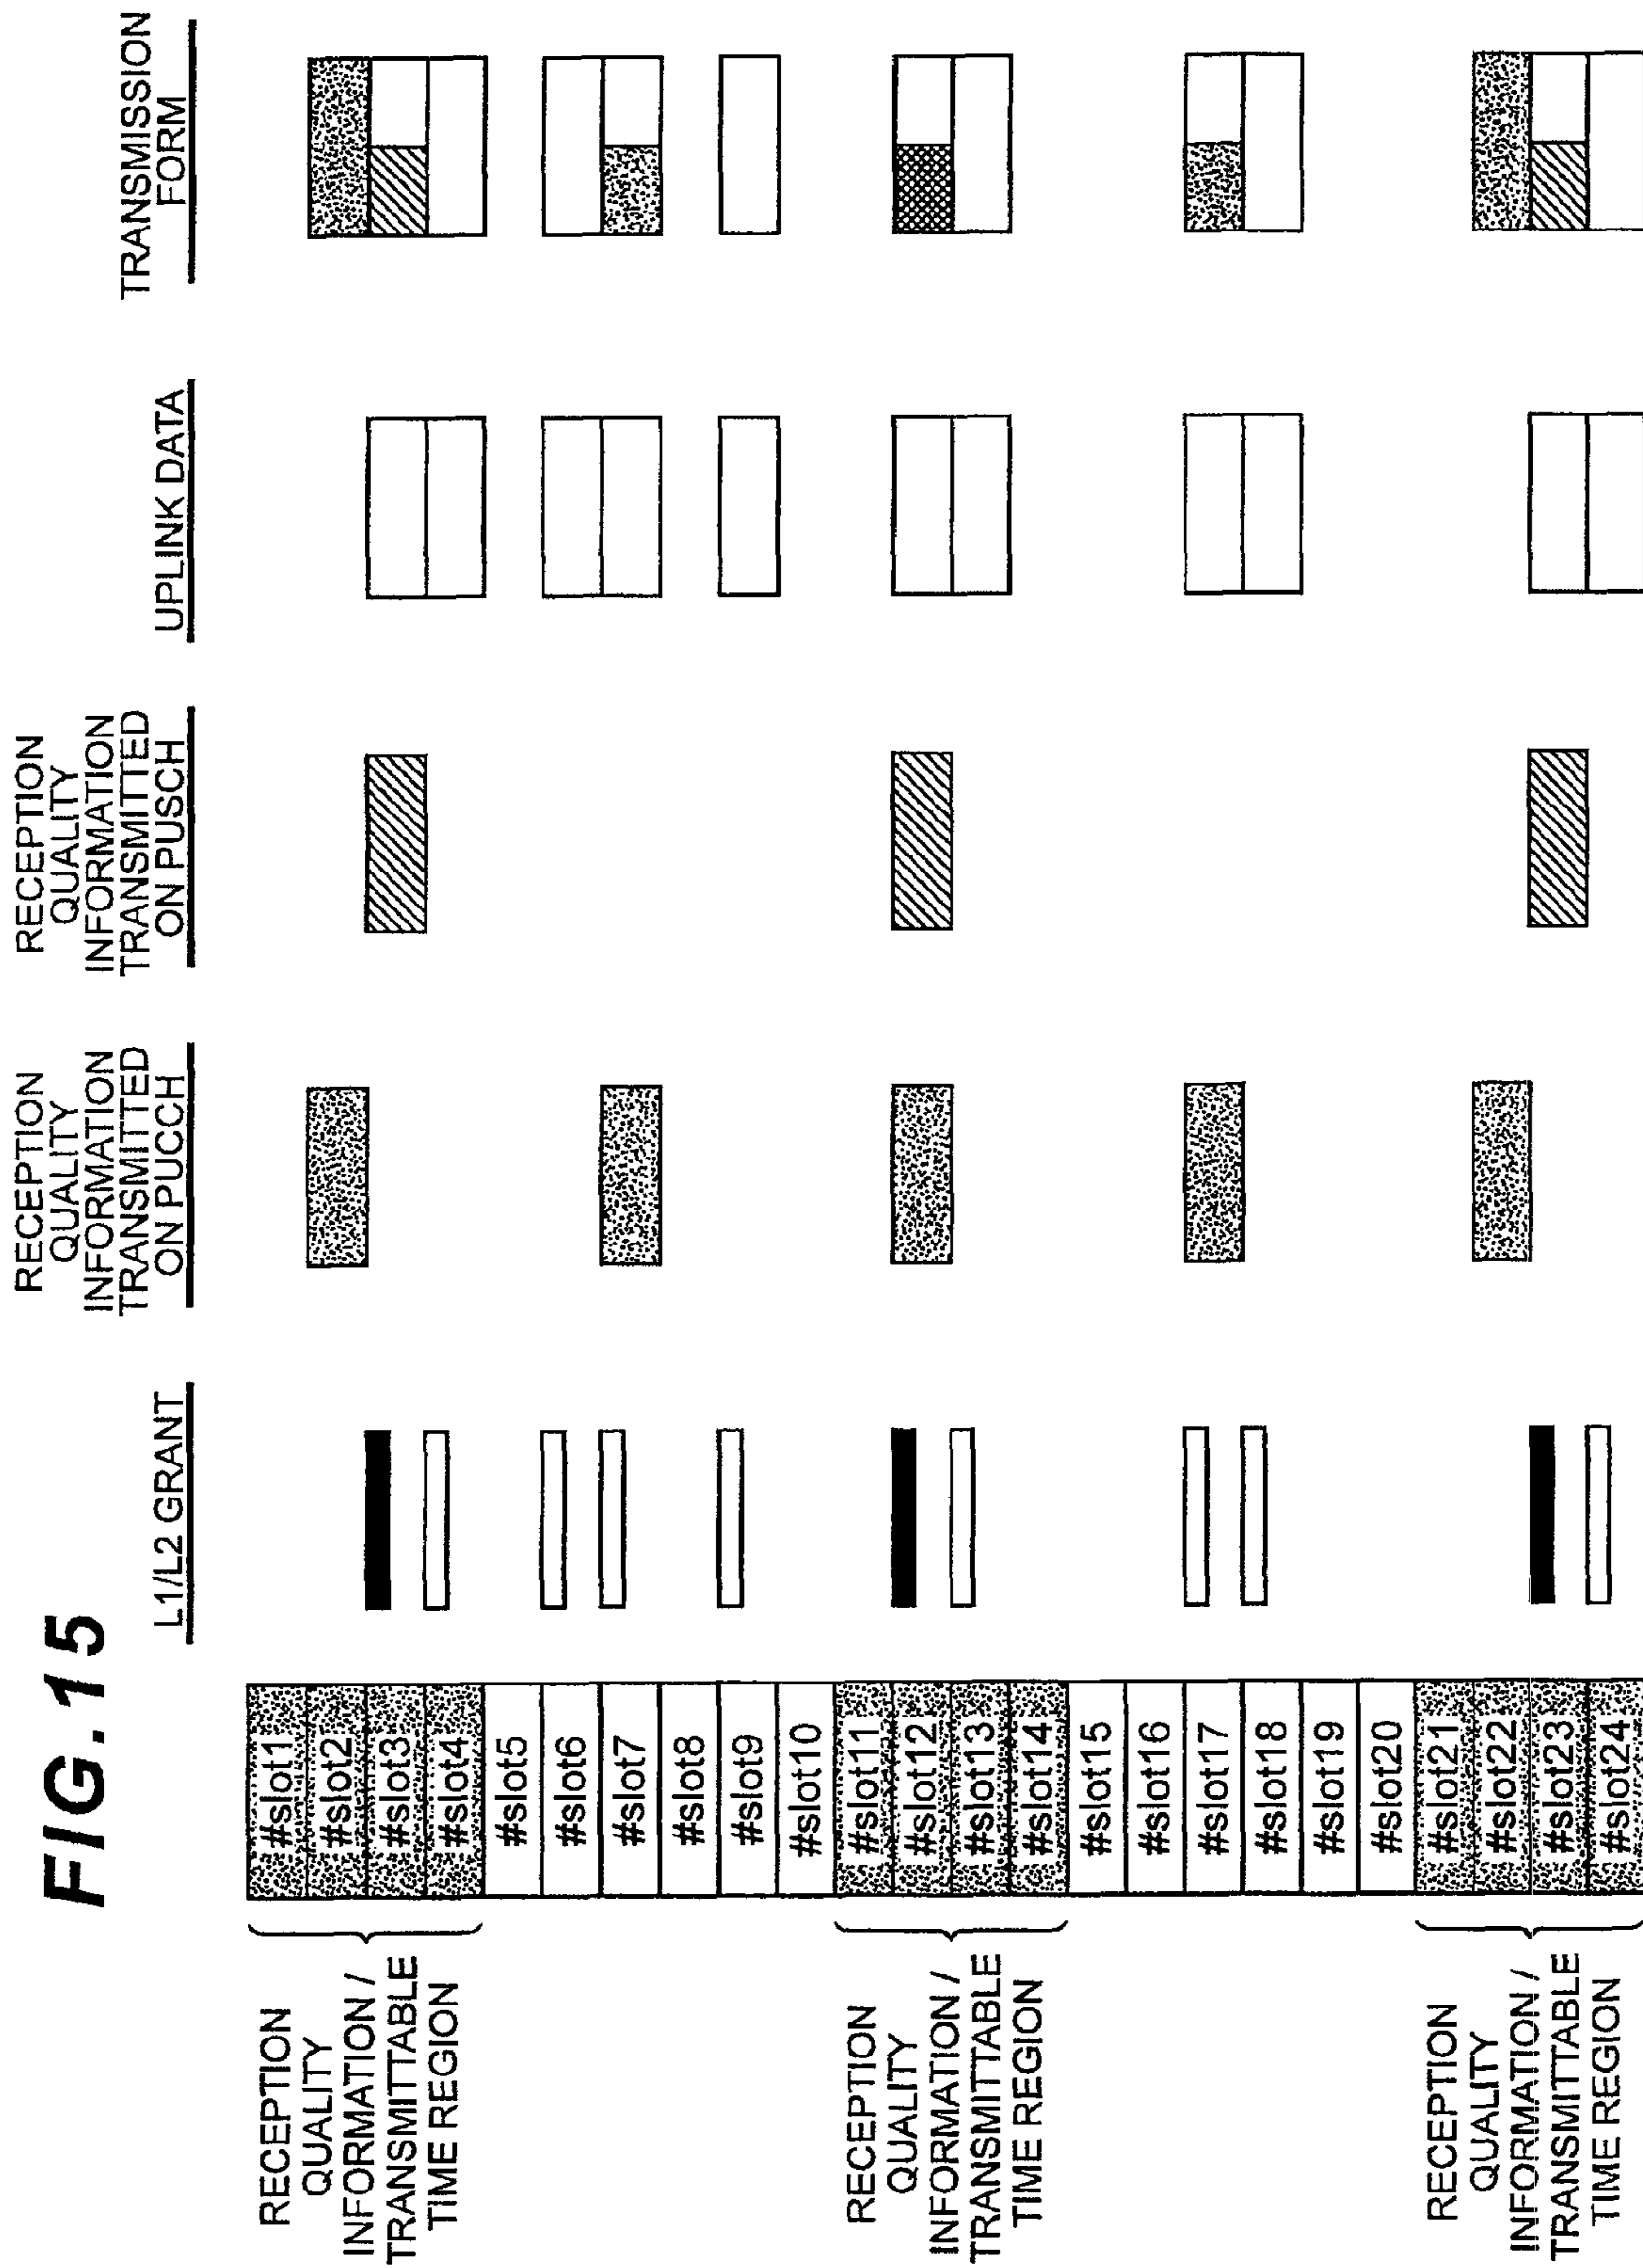 FIG.15
RECEPTION
QUALITY
INFORMATION /
TRANSMITTABLE
TIME REGION
RECEPTION
QUALITY
INFORMATION /
TRANSMITTABLE
TIME REGION
RECEPTION
QUALITY
INFORMATION /
TRANSMITTABLE
TIME REGION
#slot1
#slot2
#slot3
#slot4
#slot5
#slot6
#slot7
#slot8
#slot9
#slot10
#slot11
#slot12
#slot13
#slot14
#slot15
#slot16
#slot17
#slot18
#slot19
#slot20
#slot21
#slot22
#slot23
#slot24
L1/L2 GRANT
RECEPTION
QUALITY
INFORMATION
TRANSMITTED
ON PUCCH
RECEPTION
QUALITY
INFORMATION
TRANSMITTED
ON PUSCH
UPLINK DATA
TRANSMISSION
FORM